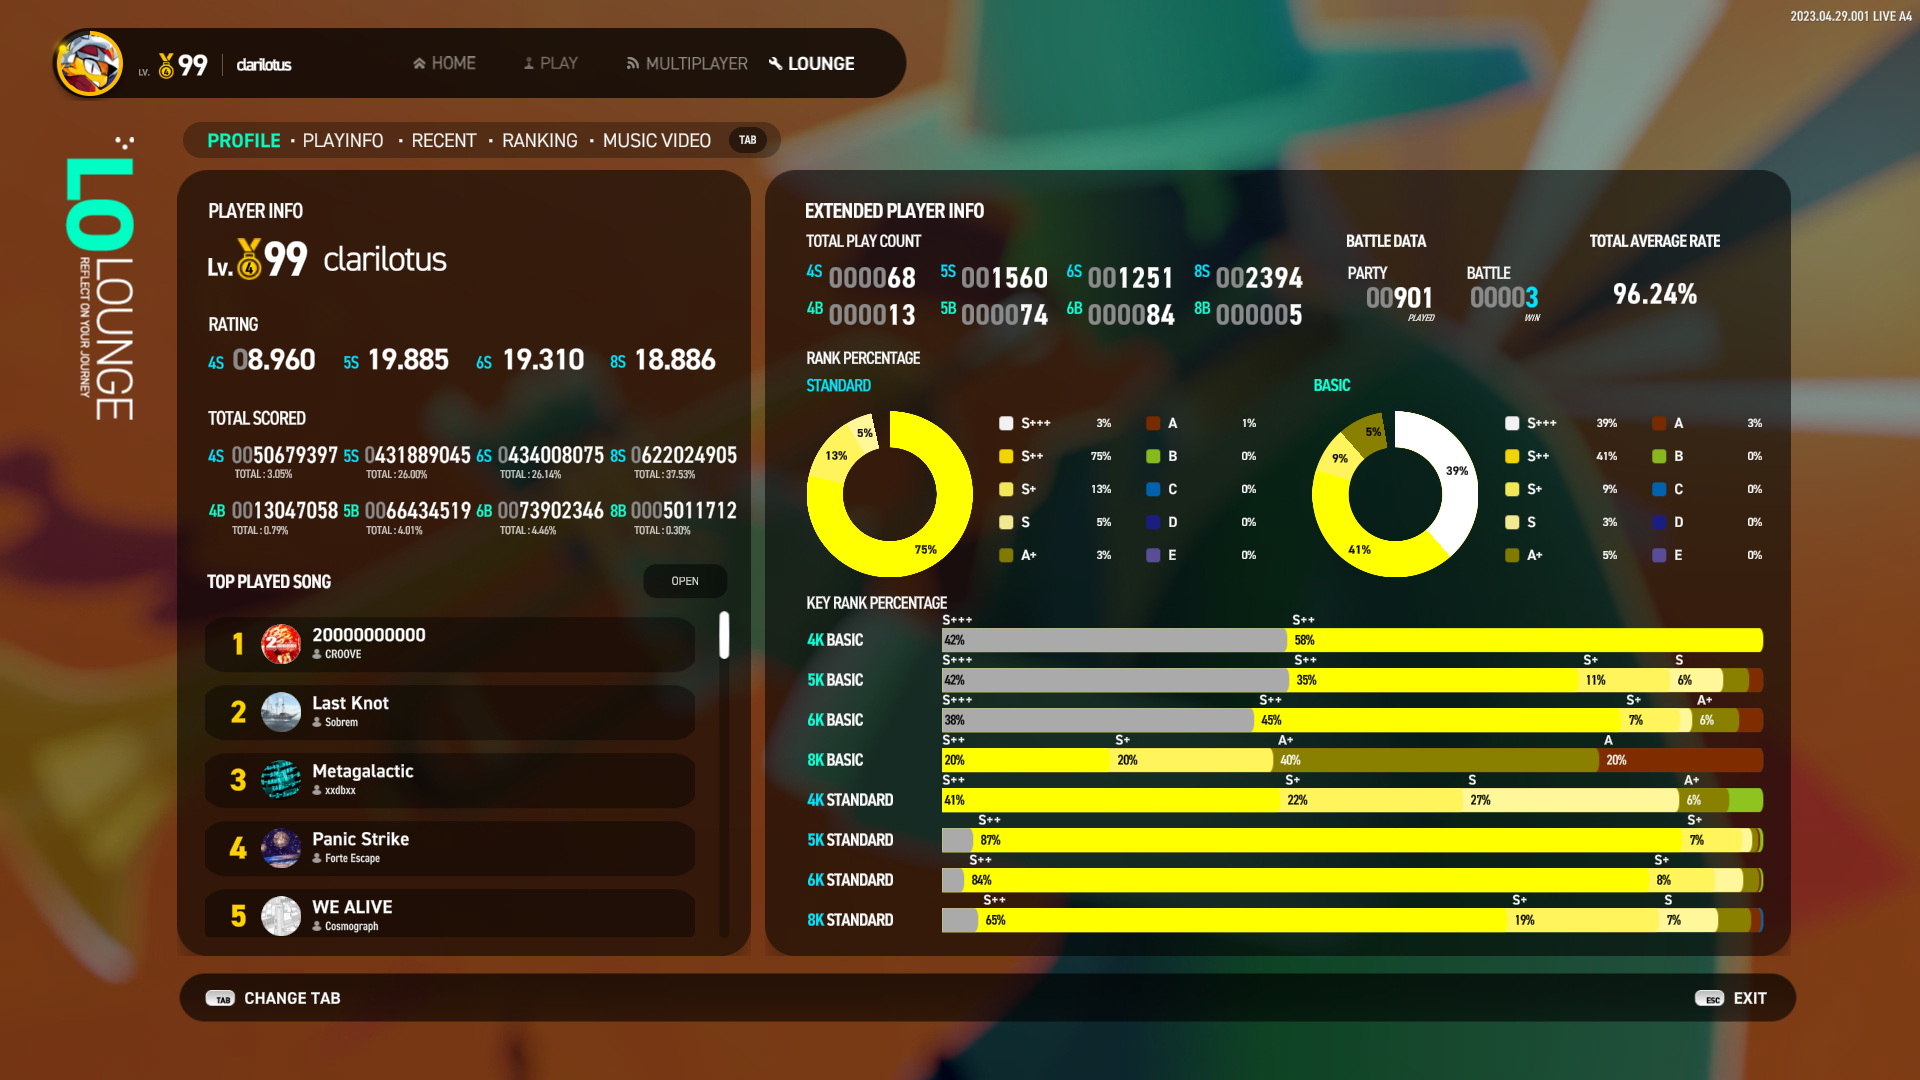 2023.04.29.001 LIVE A4
LV. 4 99 clarilotus
HOME PLAY MULTIPLAYER LOUNGE
PROFILE · PLAYINFO · RECENT · RANKING · MUSIC VIDEO TAB
LO
LOUNGE
REFLECT ON YOUR JOURNEY
PLAYER INFO
Lv. 4 99 clarilotus
RATING
4S 08.960 5S 19.885 6S 19.310 8S 18.886
TOTAL SCORED
4S 0050679397 5S 0431889045 6S 0434008075 8S 0622024905
TOTAL : 3.05% TOTAL : 26.00% TOTAL : 26.14% TOTAL : 37.53%
4B 0013047058 5B 0066434519 6B 0073902346 8B 0005011712
TOTAL : 0.79% TOTAL : 4.01% TOTAL : 4.46% TOTAL : 0.30%
TOP PLAYED SONG OPEN
1 20000000000
CROOVE
2 Last Knot
Sobrem
3 Metagalactic
xxdbxx
4 Panic Strike
Forte Escape
5 WE ALIVE
Cosmograph
EXTENDED PLAYER INFO
TOTAL PLAY COUNT
4S 000068 5S 001560 6S 001251 8S 002394
4B 000013 5B 000074 6B 000084 8B 000005
BATTLE DATA
PARTY BATTLE
00901 00003
PLAYED WIN
TOTAL AVERAGE RATE
96.24%
RANK PERCENTAGE
STANDARD
5%
13%
75%
S+++ 3% A 1%
S++ 75% B 0%
S+ 13% C 0%
S 5% D 0%
A+ 3% E 0%
BASIC
5%
9%
39%
41%
S+++ 39% A 3%
S++ 41% B 0%
S+ 9% C 0%
S 3% D 0%
A+ 5% E 0%
KEY RANK PERCENTAGE
S+++ S++
4K BASIC 42% 58%
S+++ S++ S+ S
5K BASIC 42% 35% 11% 6%
S+++ S++ S+ A+
6K BASIC 38% 45% 7% 6%
S++ S+ A+ A
8K BASIC 20% 20% 40% 20%
S++ S+ S A+
4K STANDARD 41% 22% 27% 6%
S++ S+
5K STANDARD 87% 7%
S++ S+
6K STANDARD 84% 8%
S++ S+ S
8K STANDARD 65% 19% 7%
TAB CHANGE TAB
ESC EXIT